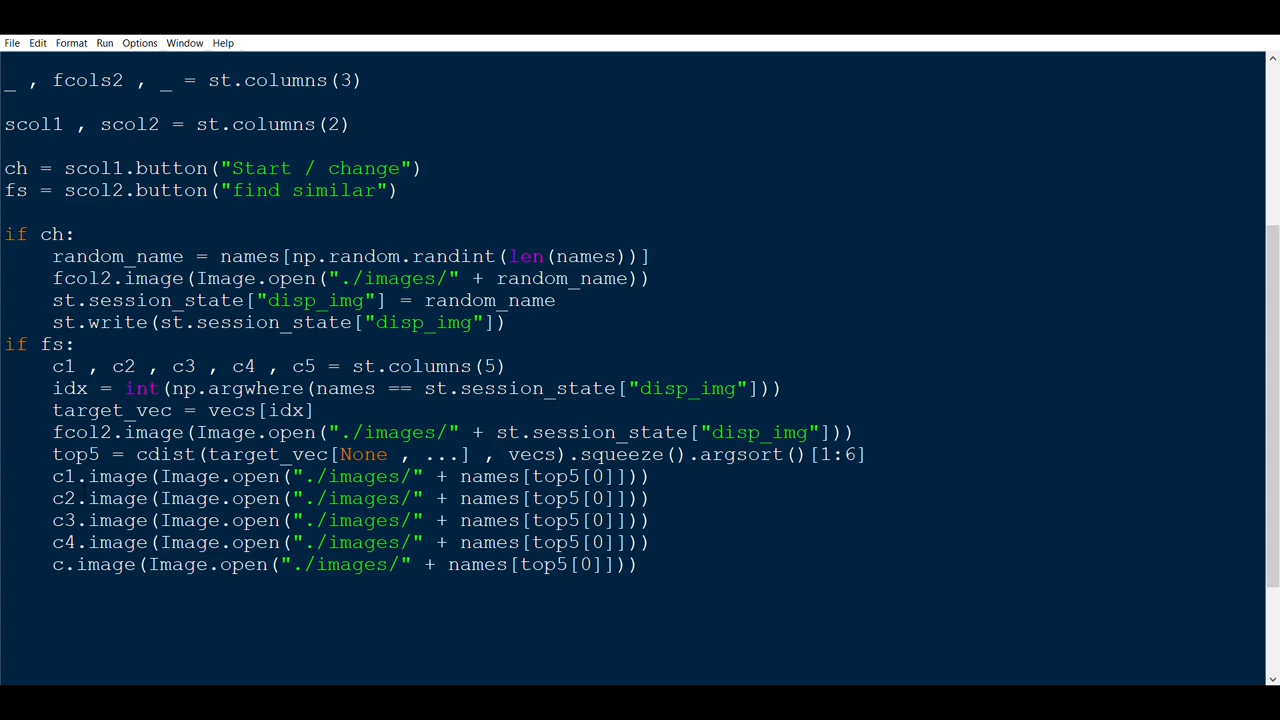 File Edit Format Run Options Window Help
_ , fcols2 , _ = st.columns(3)
scol1 , scol2 = st.columns(2)
ch = scol1.button("Start / change")
fs = scol2.button("find similar")
if ch:
random_name = names[np.random.randint(len(names))]
fcol2.image(Image.open("./images/" + random_name))
st.session_state["disp_img"] = random_name
st.write(st.session_state["disp_img"])
if fs:
c1 , c2 , c3 , c4 , c5 = st.columns(5)
idx = int(np.argwhere(names == st.session_state["disp_img"]))
target_vec = vecs[idx]
fcol2.image(Image.open("./images/" + st.session_state["disp_img"]))
top5 = cdist(target_vec[None , ...] , vecs).squeeze().argsort()[1:6]
c1.image(Image.open("./images/" + names[top5[0]]))
c2.image(Image.open("./images/" + names[top5[0]]))
c3.image(Image.open("./images/" + names[top5[0]]))
c4.image(Image.open("./images/" + names[top5[0]]))
c.image(Image.open("./images/" + names[top5[0]]))